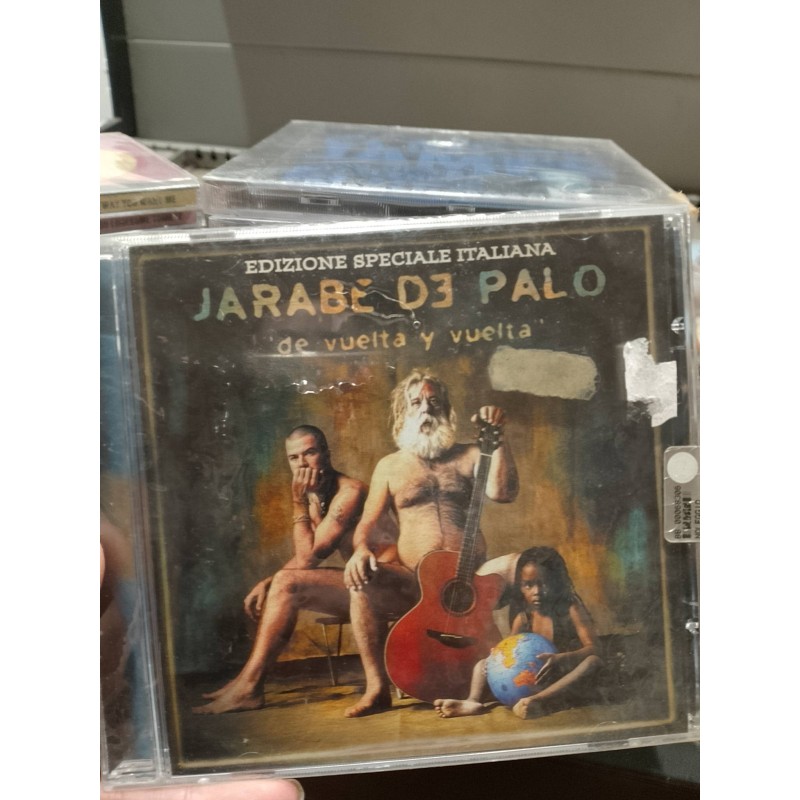 EDIZIONE SPECIALE ITALIANA
JARABE DE PALO
de vuelta y vuelta